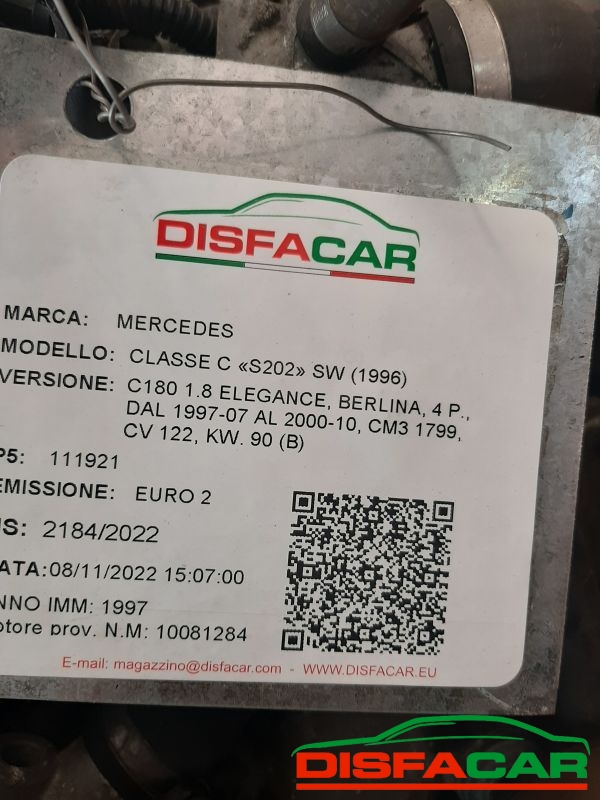 DISFACAR
MARCA: MERCEDES
MODELLO: CLASSE C «S202» SW (1996)
VERSIONE: C180 1.8 ELEGANCE, BERLINA, 4 P.,
DAL 1997-07 AL 2000-10, CM3 1799,
CV 122, KW. 90 (B)
P5: 111921
EMISSIONE: EURO 2
US: 2184/2022
ATA:08/11/2022 15:07:00
NNO IMM: 1997
otore prov. N.M: 10081284
E-mail: magazzino@disfacar.com - WWW.DISFACAR.EU
DISFACAR